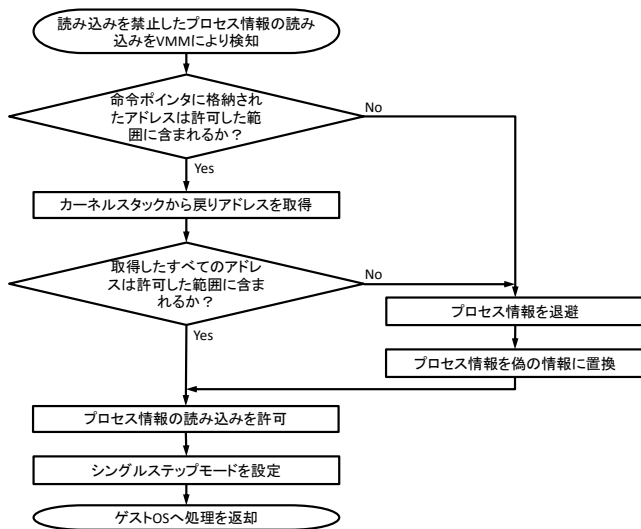 読み込みを禁止したプロセス情報の読み
込みをVMMにより検知
命令ポインタに格納され
たアドレスは許可した範
囲に含まれるか？
No
Yes
カーネルスタックから戻りアドレスを取得
取得したすべてのアドレ
スは許可した範囲に含ま
れるか？
No
Yes
プロセス情報を退避
プロセス情報を偽の情報に置換
プロセス情報の読み込みを許可
シングルステップモードを設定
ゲストOSへ処理を返却